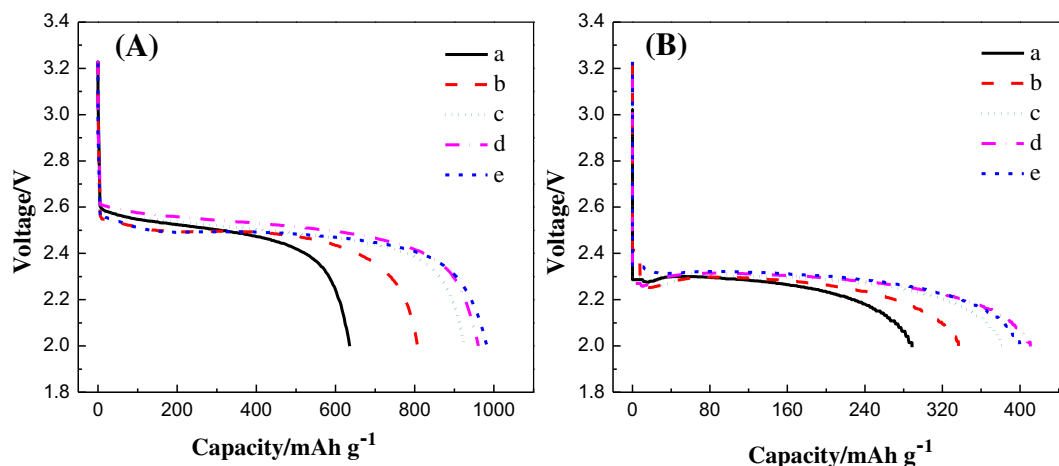 (A)
a
b
c
d
e
3.4
3.2
3.0
2.8
2.6
2.4
2.2
2.0
1.8
Voltage/V
0 200 400 600 800 1000
Capacity/mAh g-1
(B)
a
b
c
d
e
3.4
3.2
3.0
2.8
2.6
2.4
2.2
2.0
1.8
Voltage/V
0 80 160 240 320 400
Capacity/mAh g-1